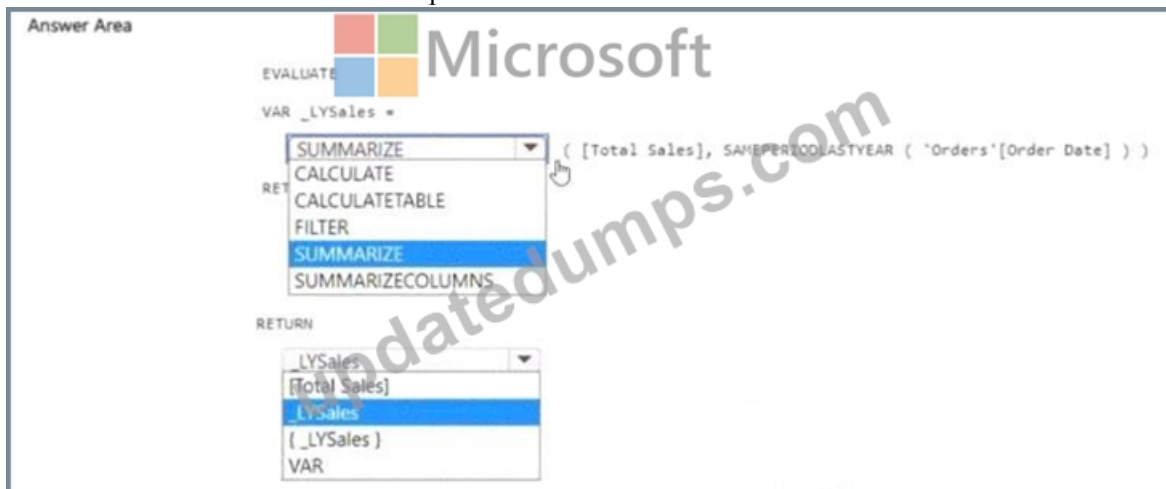 Answer Area
Microsoft
EVALUATE
VAR _LYSales =
SUMMARIZE ( [Total Sales], SAMEPERIODLASTYEAR ( 'Orders'[Order Date] ) )
CALCULATE
RET
CALCULATETABLE
FILTER
SUMMARIZE
SUMMARIZECOLUMNS
RETURN
_LYSales
[Total Sales]
_LYSales
{ _LYSales }
VAR
updatedumps.com